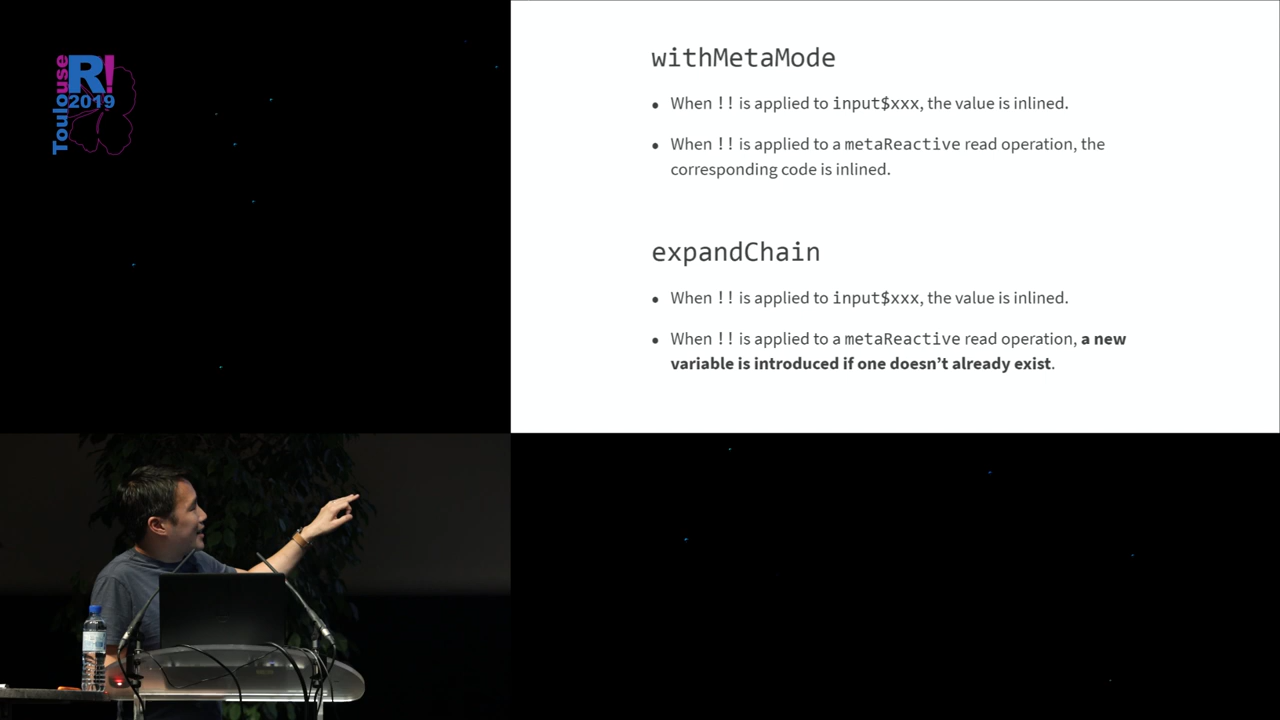 Toulouse
R!
2019
withMetaMode
• When !! is applied to input$xxx, the value is inlined.
• When !! is applied to a metaReactive read operation, the
corresponding code is inlined.
expandChain
• When !! is applied to input$xxx, the value is inlined.
• When !! is applied to a metaReactive read operation, a new
variable is introduced if one doesn’t already exist.